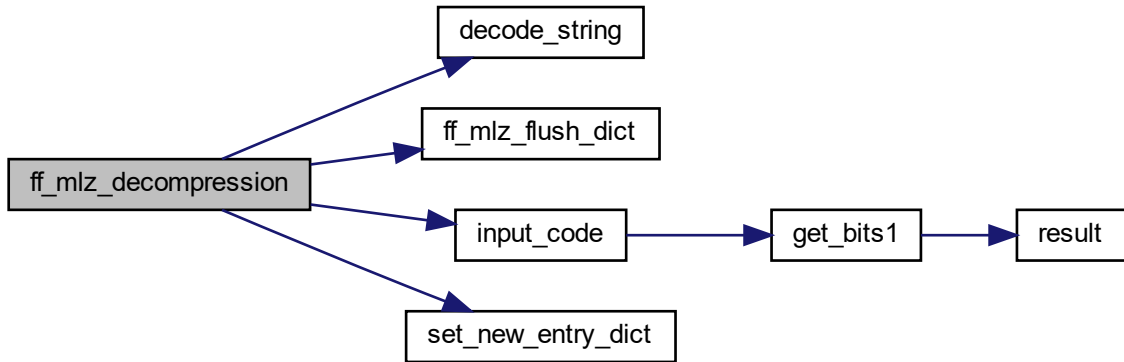 decode_string
ff_mlz_flush_dict
ff_mlz_decompression
input_code
get_bits1
result
set_new_entry_dict